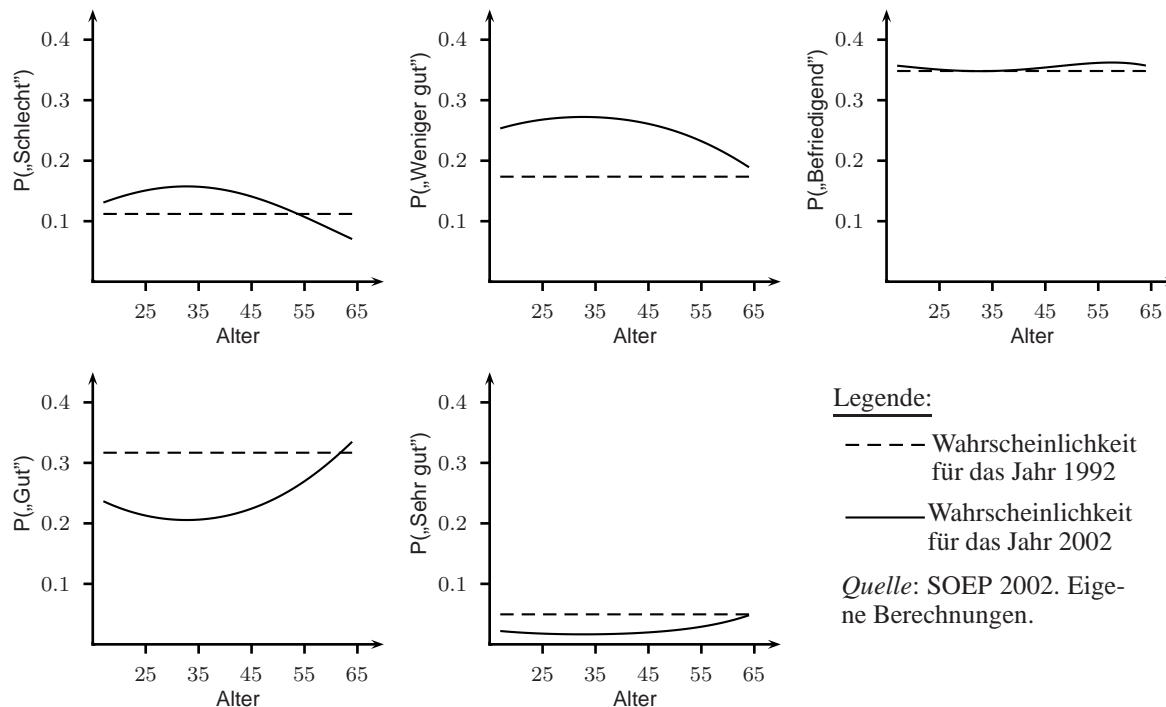 P(„Schlecht”)
0.4
0.3
0.2
0.1
25 35 45 55 65
Alter
P(„Weniger gut”)
0.4
0.3
0.2
0.1
25 35 45 55 65
Alter
P(„Befriedigend”)
0.4
0.3
0.2
0.1
25 35 45 55 65
Alter
P(„Gut”)
0.4
0.3
0.2
0.1
25 35 45 55 65
Alter
P(„Sehr gut”)
0.4
0.3
0.2
0.1
25 35 45 55 65
Alter
Legende:
Wahrscheinlichkeit
für das Jahr 1992
Wahrscheinlichkeit
für das Jahr 2002
Quelle: SOEP 2002. Eige-
ne Berechnungen.